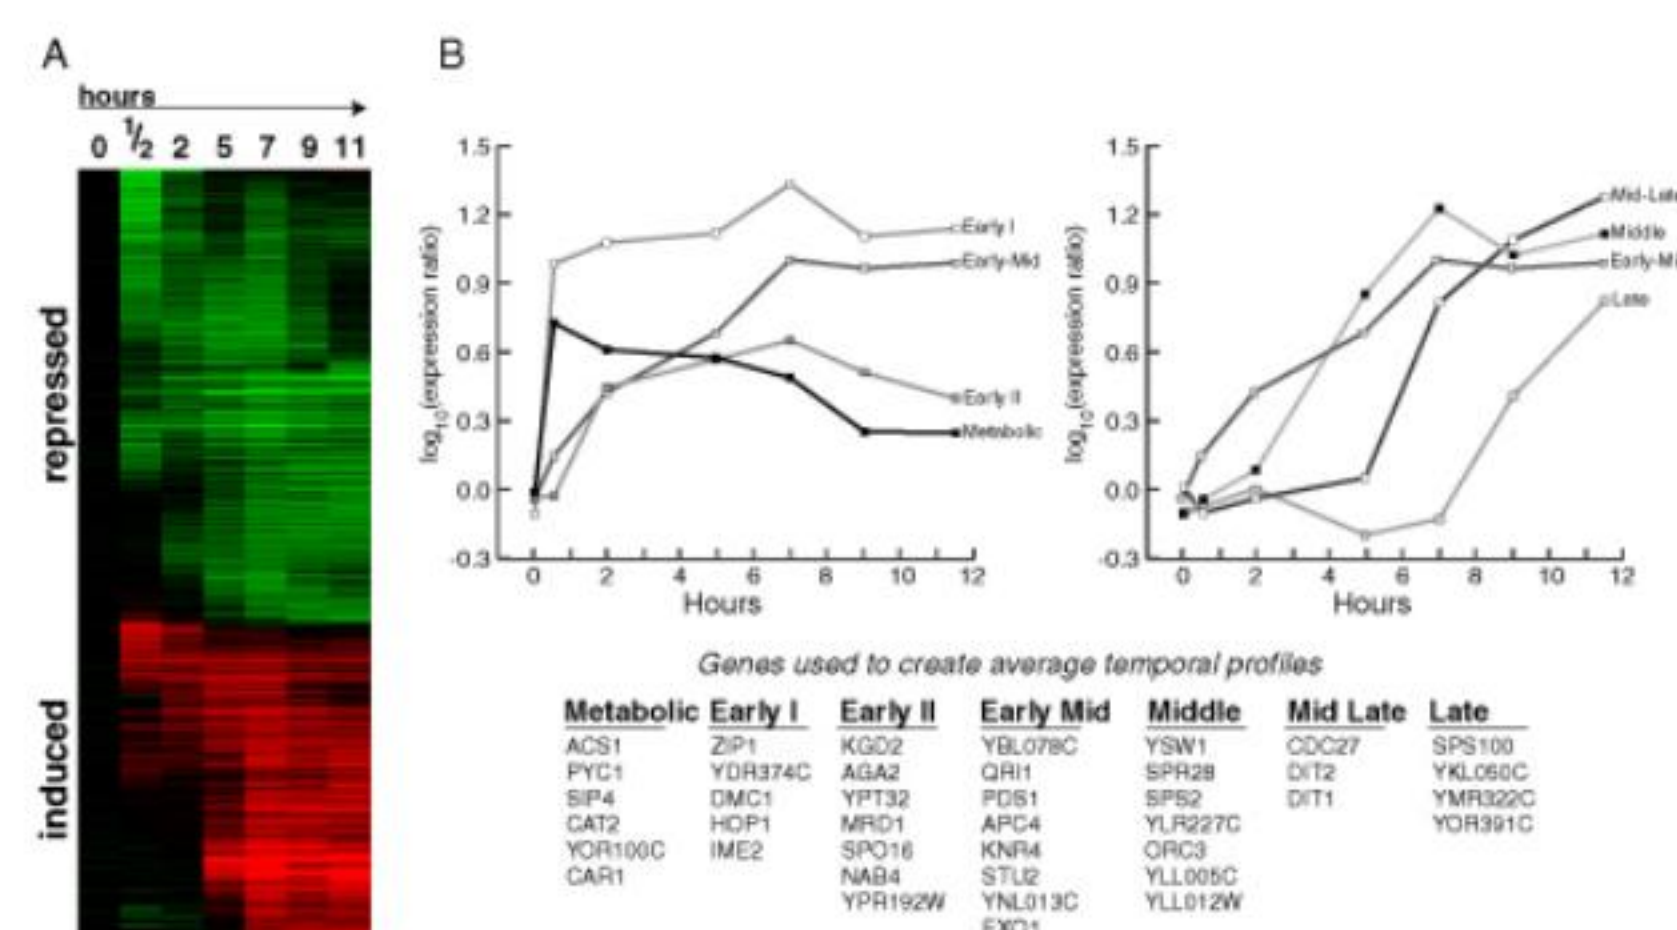 A
B
hours
0 1/2 2 5 7 9 11
repressed
induced
1.5
1.2
0.9
0.6
0.3
0.0
-0.3
log10(expression ratio)
Early I
Early-Mid
Early II
Metabolic
0 2 4 6 8 10 12
Hours
1.5
1.2
0.9
0.6
0.3
0.0
-0.3
log10(expression ratio)
Mid-Late
Middle
Early-Mi
Late
0 2 4 6 8 10 12
Hours
Genes used to create average temporal profiles
Metabolic Early I Early II Early Mid Middle Mid Late Late
ACS1 ZIP1 KGD2 YBL078C YSW1 CDC27 SPS100
PYC1 YDR374C AGA2 QRI1 SPR28 DIT2 YKL050C
SIP4 DMC1 YPT32 PDS1 SPS2 DIT1 YMR322C
CAT2 HOP1 MRD1 APC4 YLR227C YOR391C
YOR100C IME2 SPO16 KNR4 ORC3
CAR1 NAB4 STU2 YLL005C
YPR192W YNL013C YLL012W
EXO1